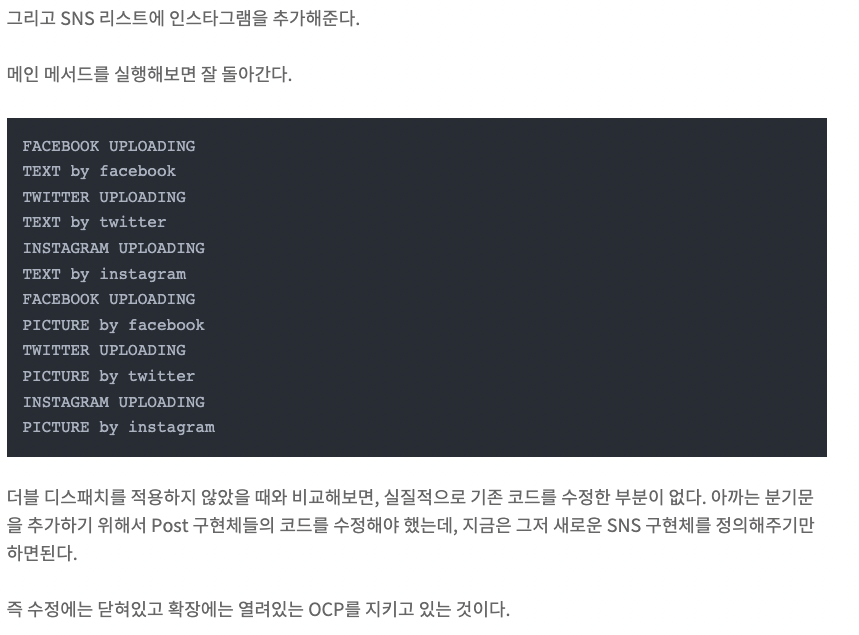 그리고 SNS 리스트에 인스타그램을 추가해준다.
메인 메서드를 실행해보면 잘 돌아간다.
FACEBOOK UPLOADING
TEXT by facebook
TWITTER UPLOADING
TEXT by twitter
INSTAGRAM UPLOADING
TEXT by instagram
FACEBOOK UPLOADING
PICTURE by facebook
TWITTER UPLOADING
PICTURE by twitter
INSTAGRAM UPLOADING
PICTURE by instagram
더블 디스패치를 적용하지 않았을 때와 비교해보면, 실질적으로 기존 코드를 수정한 부분이 없다. 아까는 분기문
을 추가하기 위해서 Post 구현체들의 코드를 수정해야 했는데, 지금은 그저 새로운 SNS 구현체를 정의해주기만
하면된다.
즉 수정에는 닫혀있고 확장에는 열려있는 OCP를 지키고 있는 것이다.